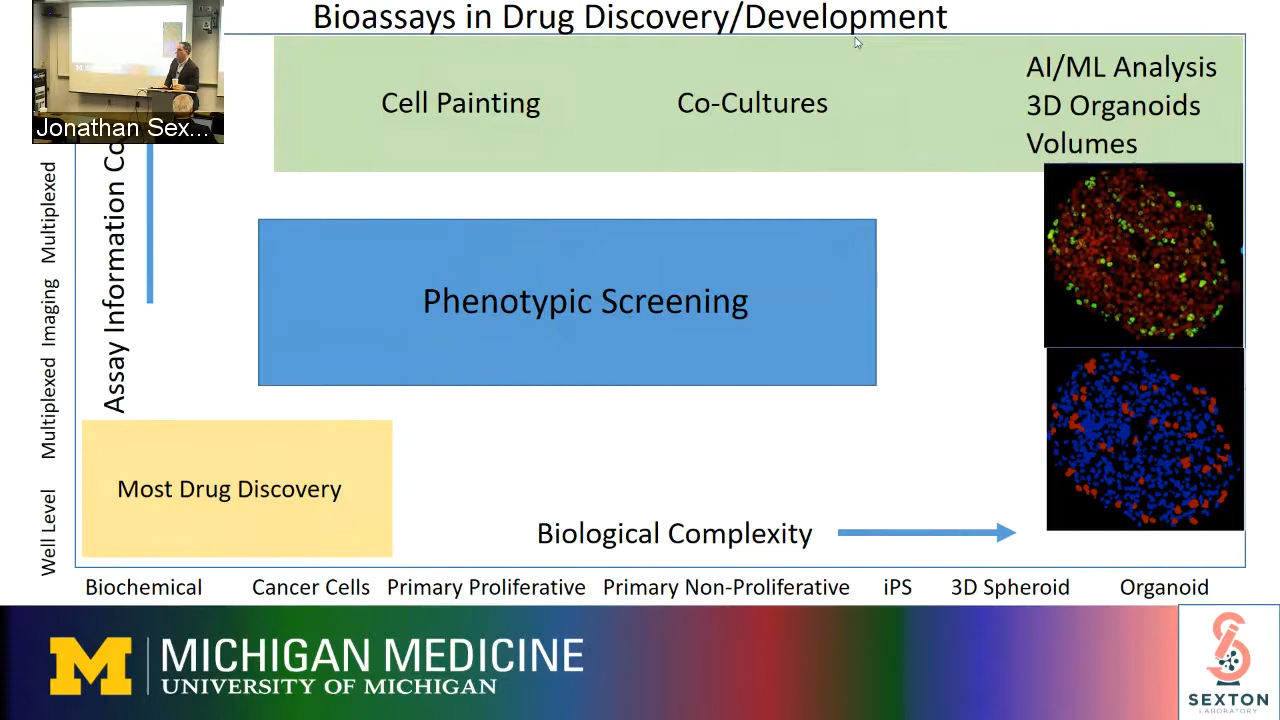 Bioassays in Drug Discovery/Development
Jonathan Sex...
Cell Painting
Co-Cultures
AI/ML Analysis
3D Organoids
Volumes
Assay Information Co
Multiplexed
Multiplexed Imaging
Well Level
Phenotypic Screening
Most Drug Discovery
Biological Complexity
Biochemical
Cancer Cells
Primary Proliferative
Primary Non-Proliferative
iPS
3D Spheroid
Organoid
M
MICHIGAN MEDICINE
UNIVERSITY OF MICHIGAN
SEXTON
LABORATORY